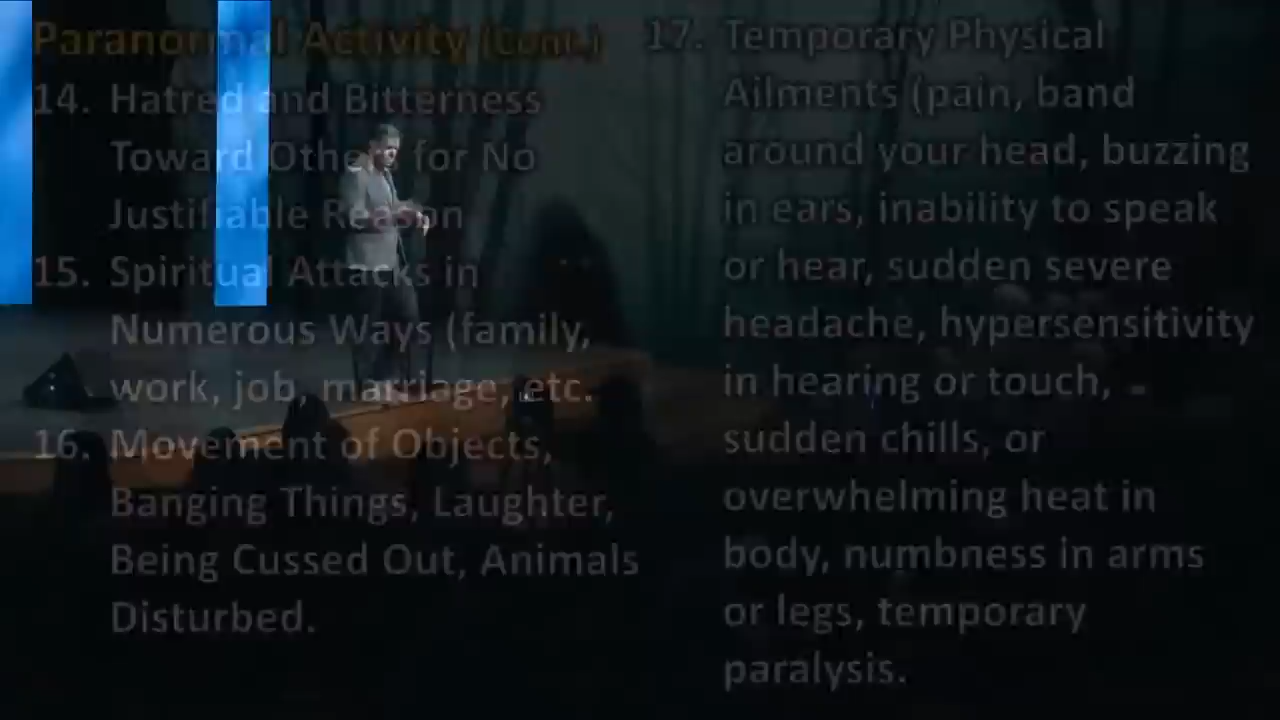 Paranormal Activity (Cont.)
14. Hatred and Bitterness
Toward Others for No
Justifiable Reason
15. Spiritual Attacks in
Numerous Ways (family,
work, job, marriage, etc.
16. Movement of Objects,
Banging Things, Laughter,
Being Cussed Out, Animals
Disturbed.
17. Temporary Physical
Ailments (pain, band
around your head, buzzing
in ears, inability to speak
or hear, sudden severe
headache, hypersensitivity
in hearing or touch,
sudden chills, or
overwhelming heat in
body, numbness in arms
or legs, temporary
paralysis.